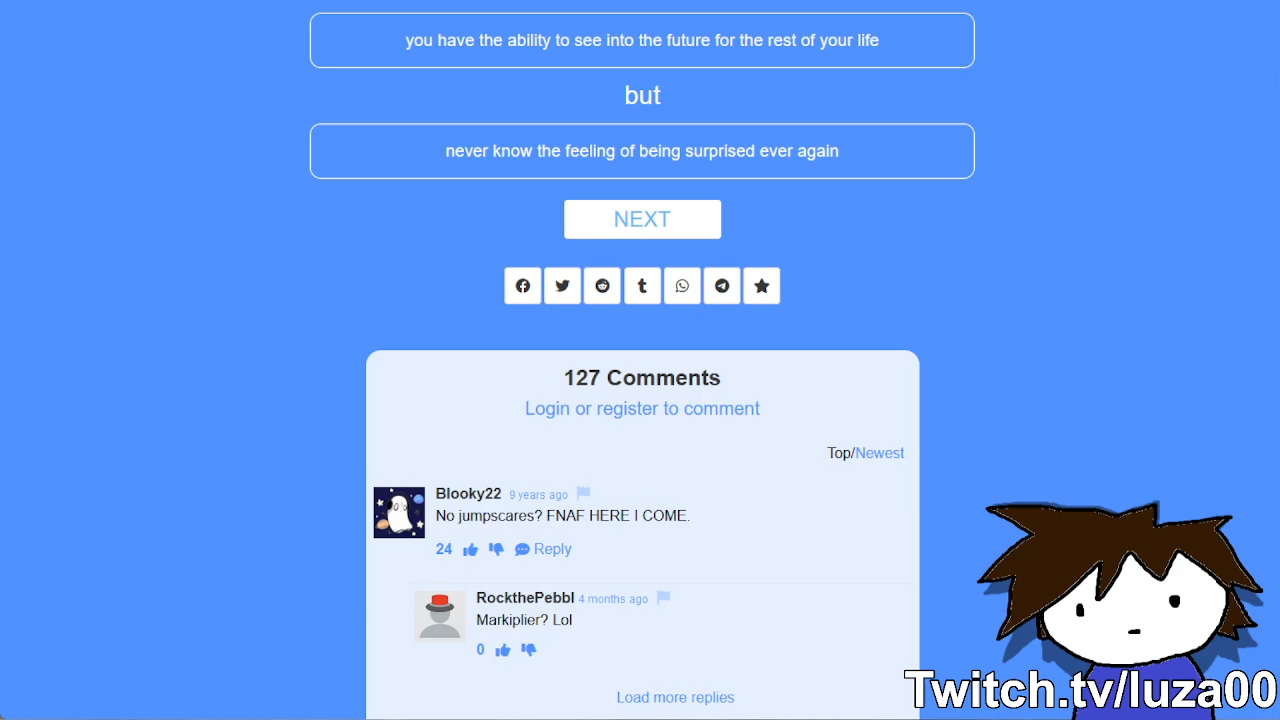 you have the ability to see into the future for the rest of your life
but
never know the feeling of being surprised ever again
NEXT
127 Comments
Login or register to comment
Top/Newest
Blooky22 9 years ago
No jumpscares? FNAF HERE I COME.
24 Reply
RockthePebbl 4 months ago
Markiplier? Lol
0
Load more replies
Twitch.tv/luza00